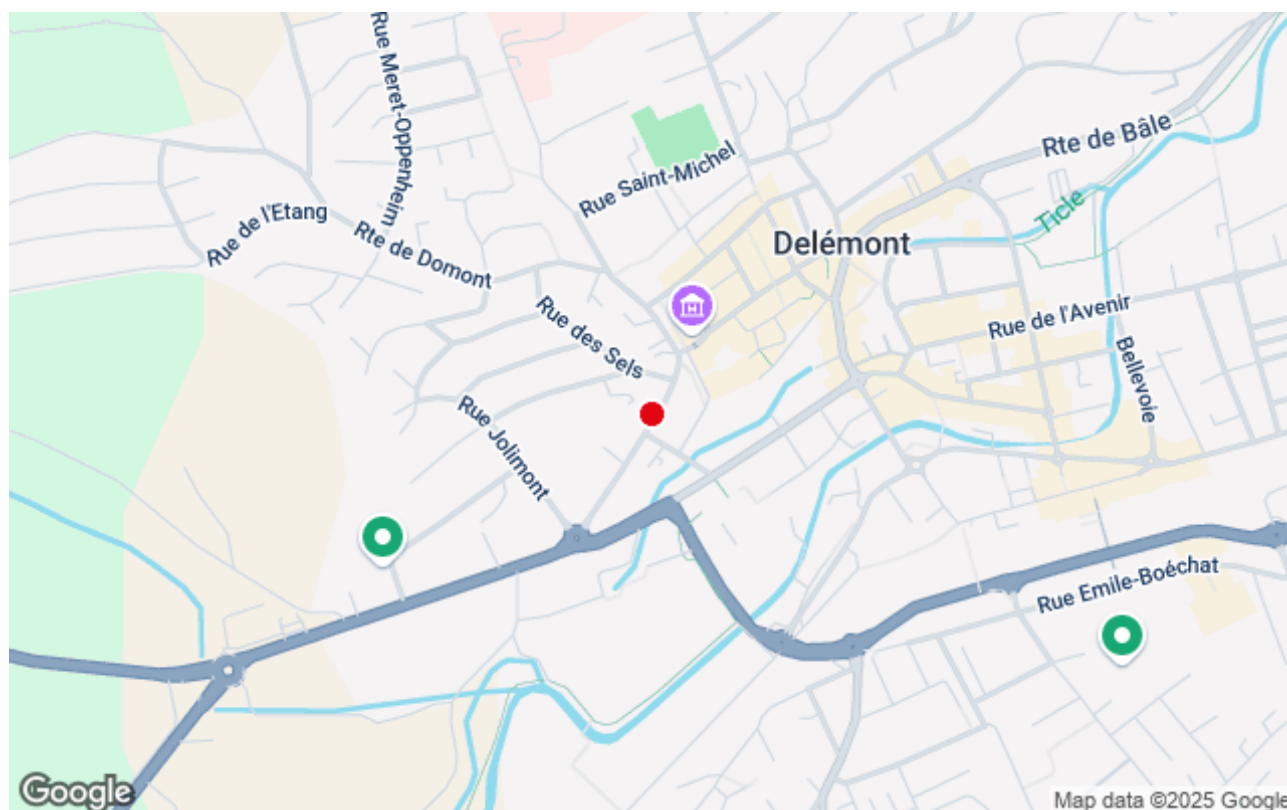 Rue Meret-Oppenheim
Rte de Bâle
Rue Saint-Michel
Rue de l'Etang
Ticle
Rte de Domont
Delémont
Rue des Sels
Rue de l'Avenir
Bellevoie
Rue Jolimont
Rue Emile-Boéchat
Google
Map data ©2025 Google